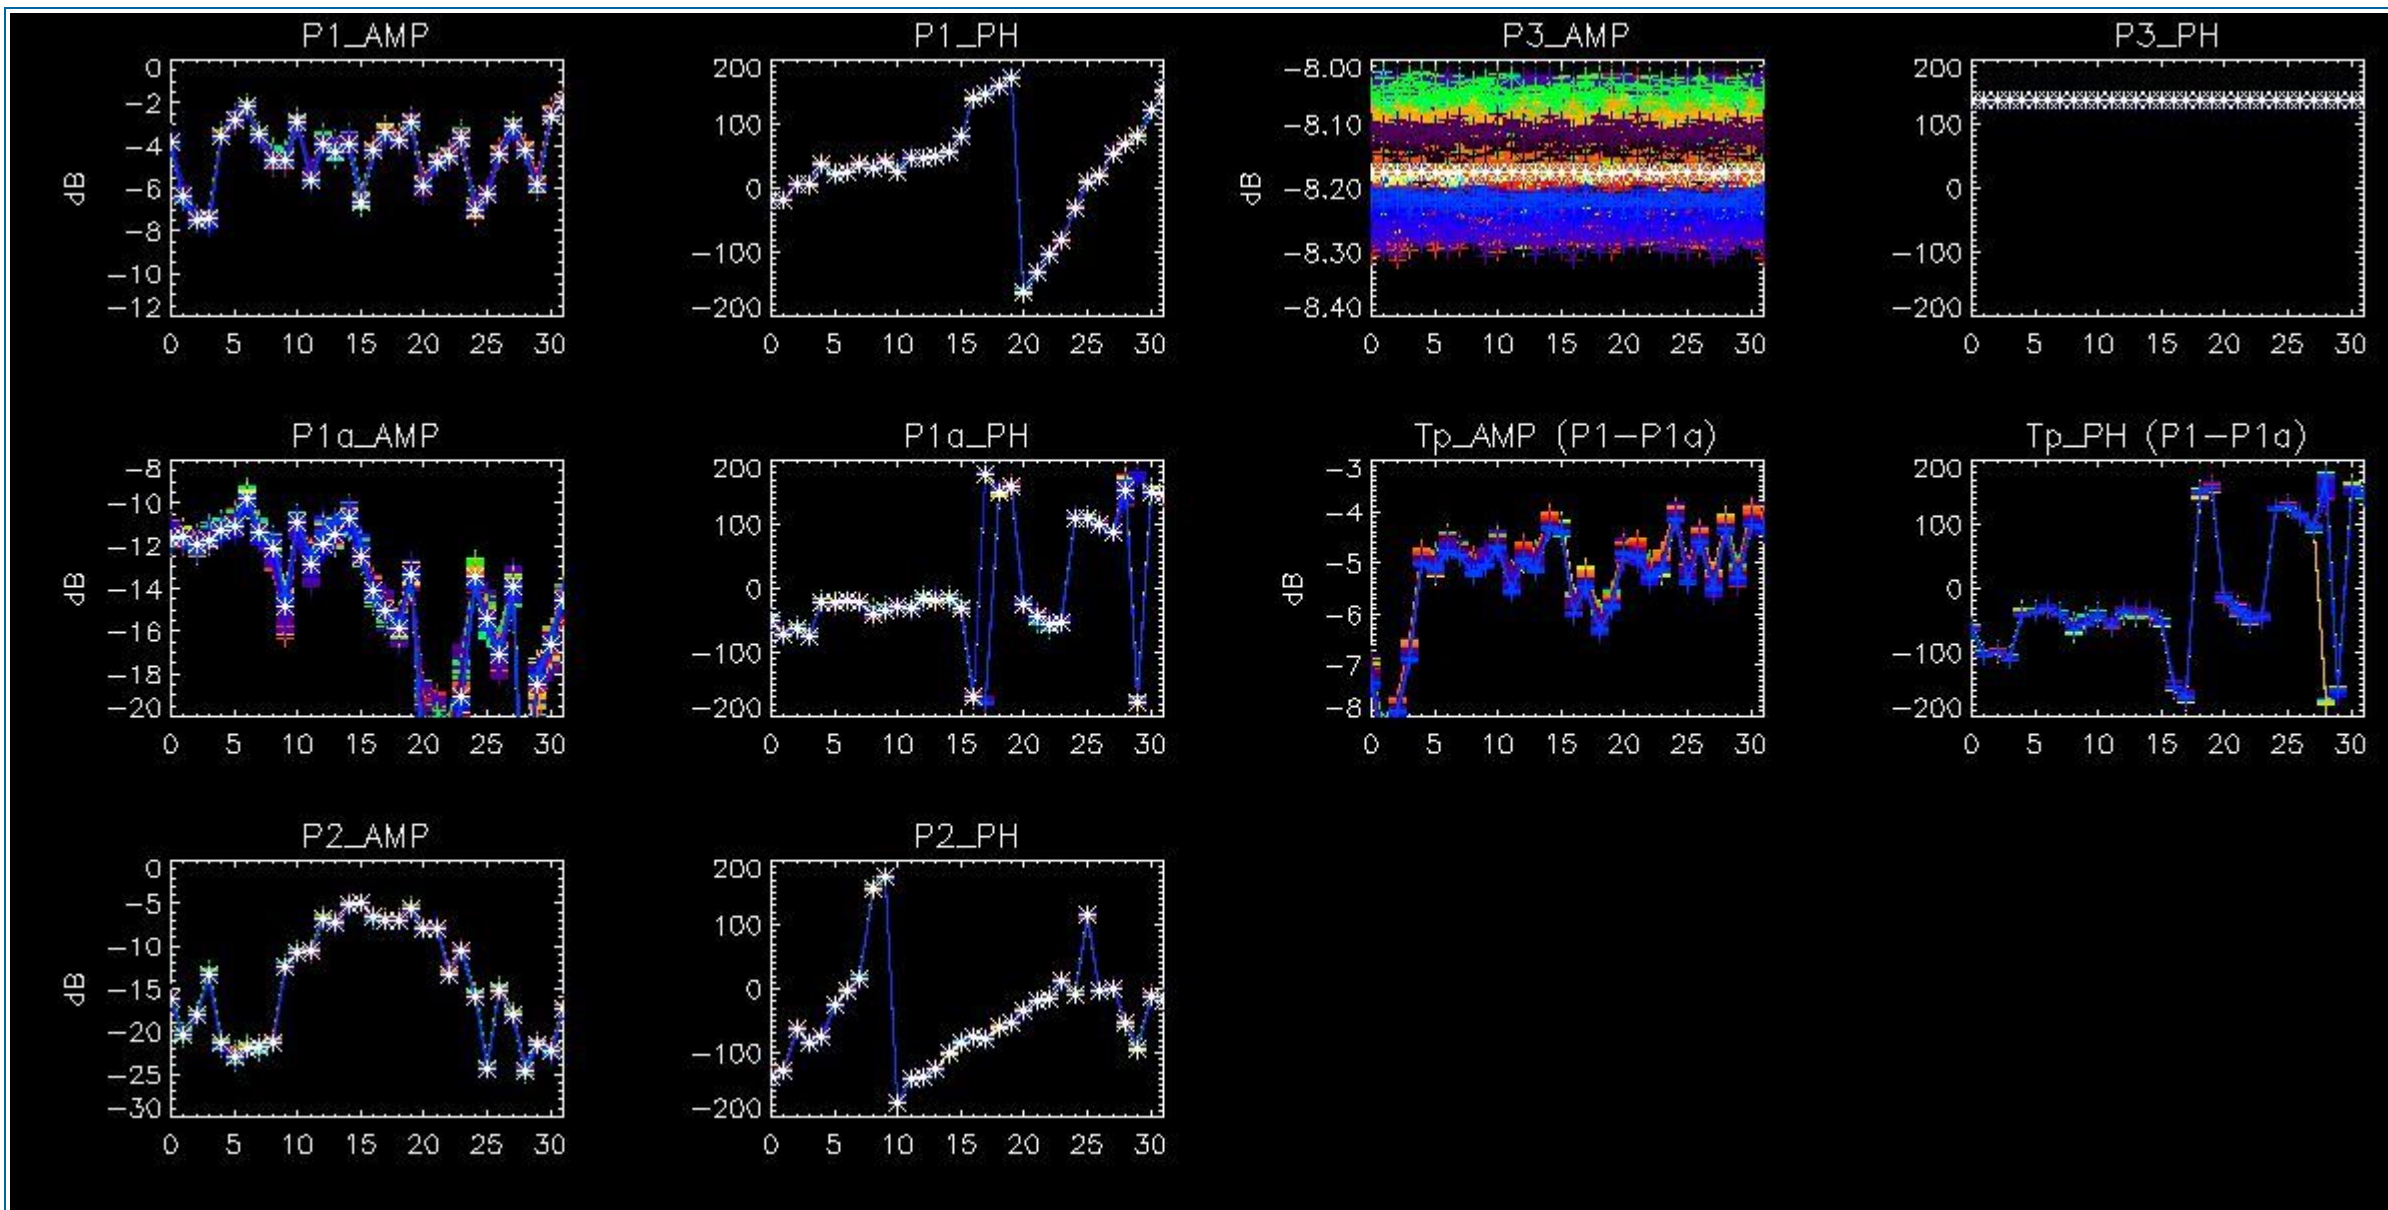 P1_AMP P1_PH P3_AMP P3_PH
0 200 −8.00 200
−2 100 −8.10 100
−4 0 −8.20 0
−6 −100 −8.30 −100
−8 −200 −8.40 −200
−10
−12
dB dB
0 5 10 15 20 25 30 0 5 10 15 20 25 30 0 5 10 15 20 25 30 0 5 10 15 20 25 30
P1a_AMP P1a_PH Tp_AMP (P1−P1a) Tp_PH (P1−P1a)
−8 200 −3 200
−10 100 −4 100
−12 0 −5 0
−14 −100 −6 −100
−16 −200 −7 −200
−18 −8
−20
dB dB
0 5 10 15 20 25 30 0 5 10 15 20 25 30 0 5 10 15 20 25 30 0 5 10 15 20 25 30
P2_AMP P2_PH
0 200
−5 100
−10 0
−15 −100
−20 −200
−25
−30
dB
0 5 10 15 20 25 30 0 5 10 15 20 25 30